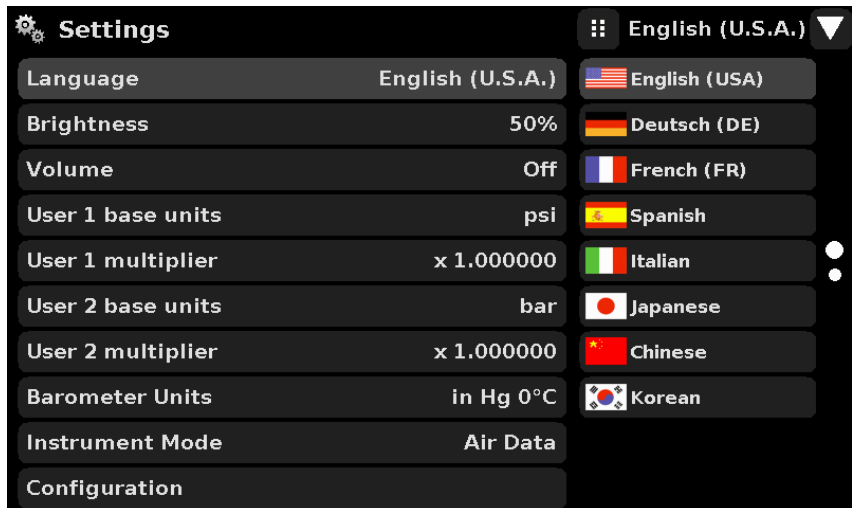 Settings
English (U.S.A.)
Language English (U.S.A.)
Brightness 50%
Volume Off
User 1 base units psi
User 1 multiplier x 1.000000
User 2 base units bar
User 2 multiplier x 1.000000
Barometer Units in Hg 0°C
Instrument Mode Air Data
Configuration
English (USA)
Deutsch (DE)
French (FR)
Spanish
Italian
Japanese
Chinese
Korean